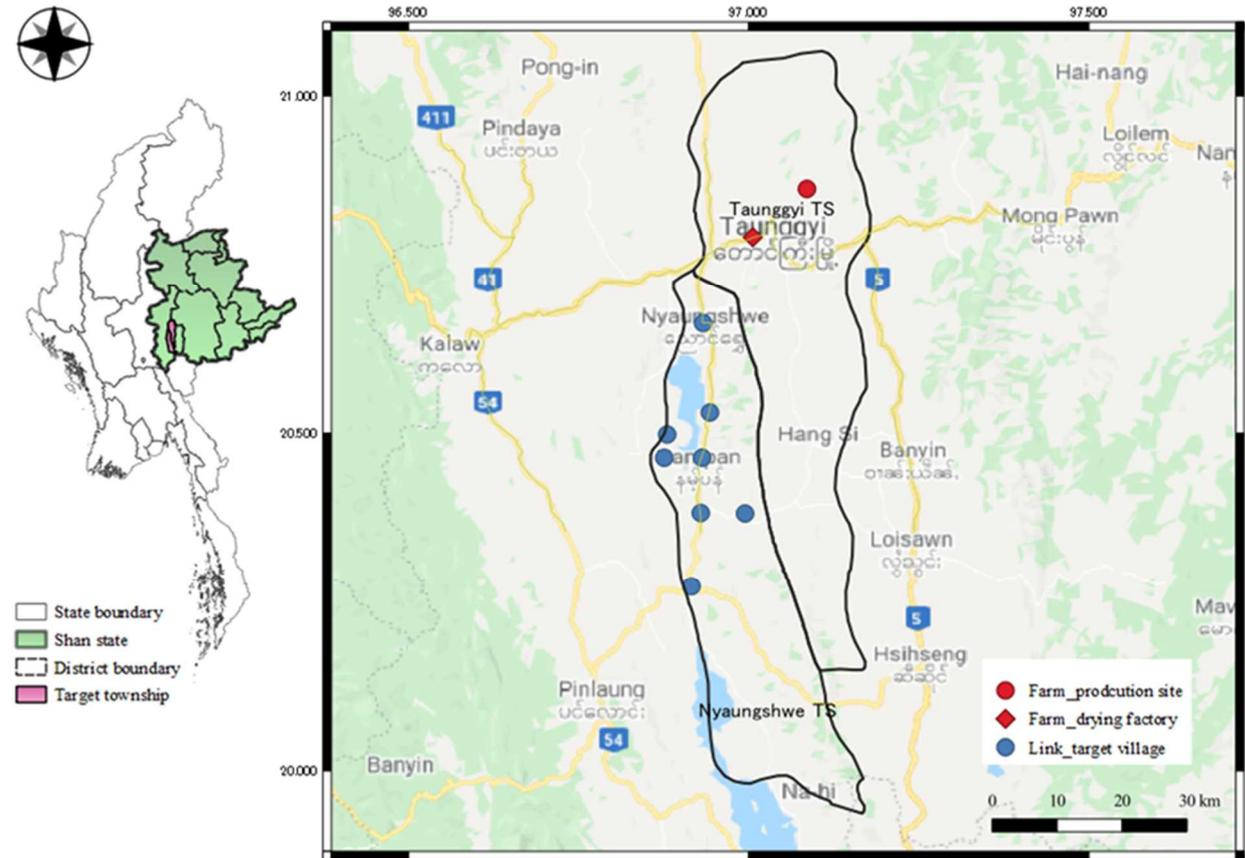 96.500
97.000
97.500
21.000
20.500
20.000
Pong-in
Hai-nang
411
Pindaya
ပင်းတယ
Loilem
လွိုင်လင်
Nan
Taunggyi TS
Taunggyi
တောင်ကြီးမြို့
Mong Pawn
မိုင်းပွန်
41
5
Nyaungshwe
ညောင်ရွှေ
Kalaw
ကလော
54
Hang Si
Banyin
နမ့်ပန်
Loisawn
5
Hsihseng
ဆီဆိုင်
Pinlaung
ပင်လောင်း
Nyaungshwe TS
54
Banyin
Na-hi
State boundary
Shan state
District boundary
Target township
Farm_prodcution site
Farm_drying factory
Link_target village
0
10
20
30 km